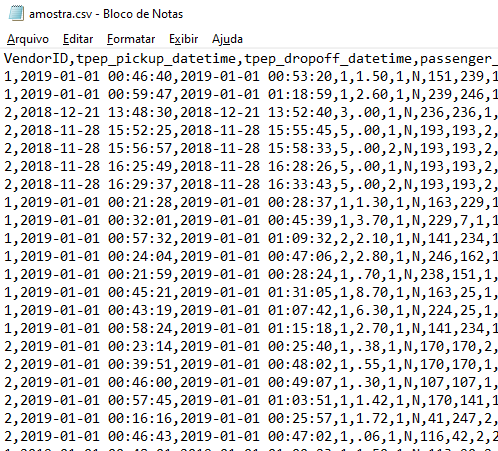 amostra.csv - Bloco de Notas
Arquivo Editar Formatar Exibir Ajuda
VendorID,tpep_pickup_datetime,tpep_dropoff_datetime,passenger_
1,2019-01-01 00:46:40,2019-01-01 00:53:20,1,1.50,1,N,151,239,1
1,2019-01-01 00:59:47,2019-01-01 01:18:59,1,2.60,1,N,239,246,1
2,2018-12-21 13:48:30,2018-12-21 13:52:40,3,.00,1,N,236,236,1,
2,2018-11-28 15:52:25,2018-11-28 15:55:45,5,.00,1,N,193,193,2,
2,2018-11-28 15:56:57,2018-11-28 15:58:33,5,.00,2,N,193,193,2,
2,2018-11-28 16:25:49,2018-11-28 16:28:26,5,.00,1,N,193,193,2,
2,2018-11-28 16:29:37,2018-11-28 16:33:43,5,.00,2,N,193,193,2,
1,2019-01-01 00:21:28,2019-01-01 00:28:37,1,1.30,1,N,163,229,1
1,2019-01-01 00:32:01,2019-01-01 00:45:39,1,3.70,1,N,229,7,1,1
1,2019-01-01 00:57:32,2019-01-01 01:09:32,2,2.10,1,N,141,234,1
1,2019-01-01 00:24:04,2019-01-01 00:47:06,2,2.80,1,N,246,162,1
1,2019-01-01 00:21:59,2019-01-01 00:28:24,1,.70,1,N,238,151,1,
1,2019-01-01 00:45:21,2019-01-01 01:31:05,1,8.70,1,N,163,25,1,
1,2019-01-01 00:43:19,2019-01-01 01:07:42,1,6.30,1,N,224,25,1,
1,2019-01-01 00:58:24,2019-01-01 01:15:18,1,2.70,1,N,141,234,1
2,2019-01-01 00:23:14,2019-01-01 00:25:40,1,.38,1,N,170,170,2,
2,2019-01-01 00:39:51,2019-01-01 00:48:02,1,.55,1,N,170,170,1,
2,2019-01-01 00:46:00,2019-01-01 00:49:07,1,.30,1,N,107,107,1,
2,2019-01-01 00:57:45,2019-01-01 01:03:51,1,1.42,1,N,170,141,1
2,2019-01-01 00:16:16,2019-01-01 00:25:57,1,1.72,1,N,41,247,2,
2,2019-01-01 00:46:43,2019-01-01 00:47:02,1,.06,1,N,116,42,2,2